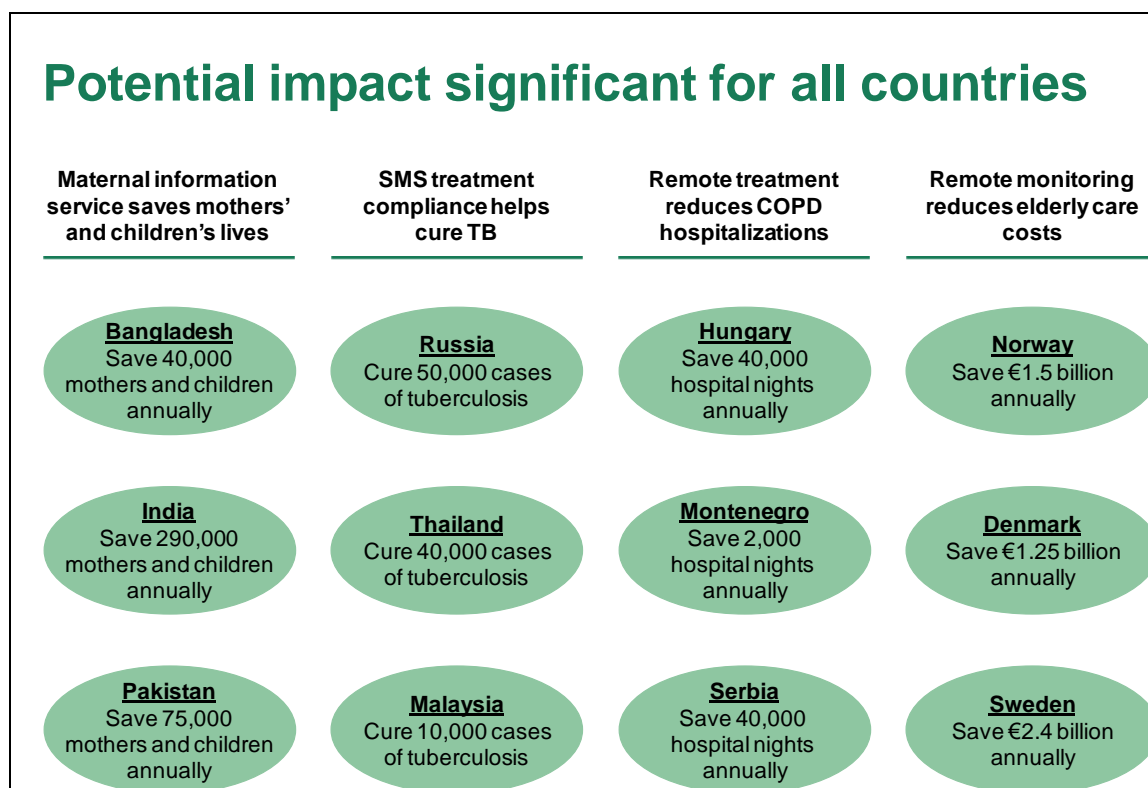 Potential impact significant for all countries
Maternal information
service saves mothers’
and children’s lives
SMS treatment
compliance helps
cure TB
Remote treatment
reduces COPD
hospitalizations
Remote monitoring
reduces elderly care
costs
Bangladesh
Save 40,000
mothers and children
annually
Russia
Cure 50,000 cases
of tuberculosis
Hungary
Save 40,000
hospital nights
annually
Norway
Save €1.5 billion
annually
India
Save 290,000
mothers and children
annually
Thailand
Cure 40,000 cases
of tuberculosis
Montenegro
Save 2,000
hospital nights
annually
Denmark
Save €1.25 billion
annually
Pakistan
Save 75,000
mothers and children
annually
Malaysia
Cure 10,000 cases
of tuberculosis
Serbia
Save 40,000
hospital nights
annually
Sweden
Save €2.4 billion
annually